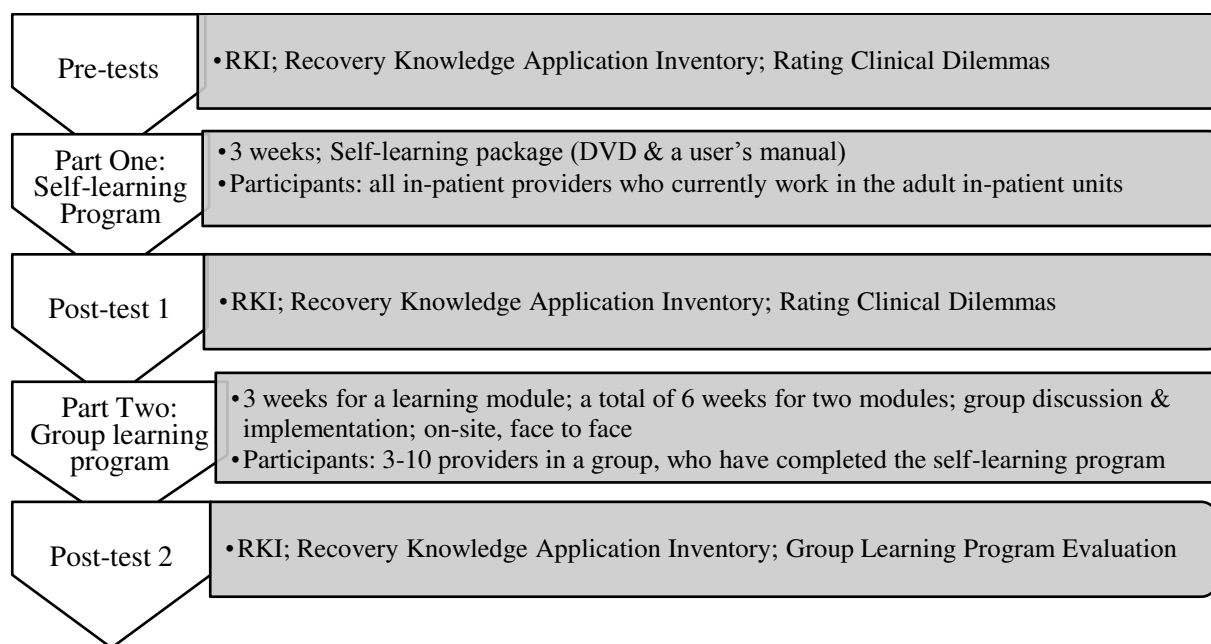 Pre-tests
•RKI; Recovery Knowledge Application Inventory; Rating Clinical Dilemmas
Part One:
Self-learning
Program
•3 weeks; Self-learning package (DVD & a user's manual)
•Participants: all in-patient providers who currently work in the adult in-patient units
Post-test 1
•RKI; Recovery Knowledge Application Inventory; Rating Clinical Dilemmas
Part Two:
Group learning
program
•3 weeks for a learning module; a total of 6 weeks for two modules; group discussion &
implementation; on-site, face to face
•Participants: 3-10 providers in a group, who have completed the self-learning program
Post-test 2
•RKI; Recovery Knowledge Application Inventory; Group Learning Program Evaluation